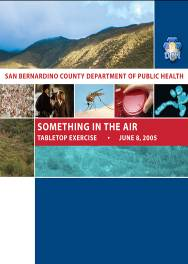 SAN BERNARDINO COUNTY DEPARTMENT OF PUBLIC HEALTH
SOMETHING IN THE AIR
TABLETOP EXERCISE • JUNE 8, 2005